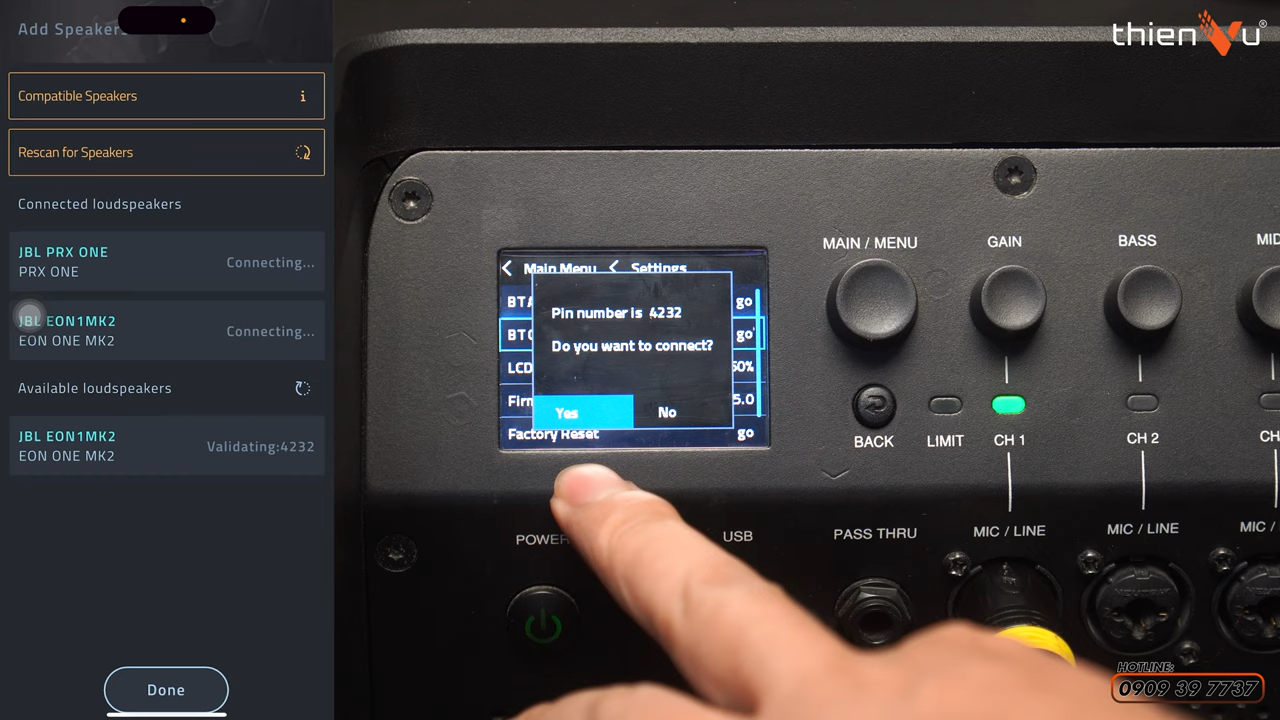 Add Speakers
Compatible Speakers
i
Rescan for Speakers
Connected loudspeakers
JBL PRX ONE
PRX ONE
Connecting...
JBL EON1MK2
EON ONE MK2
Connecting...
Available loudspeakers
JBL EON1MK2
EON ONE MK2
Validating:4232
Done
Main Menu Settings
BT
go
BT
go
LCD
50%
Firm
5.0
Factory Reset
go
Pin number is 4232
Do you want to connect?
Yes
No
MAIN / MENU
GAIN
BASS
MID
BACK
LIMIT
CH 1
CH 2
CH
POWER
USB
PASS THRU
MIC / LINE
MIC / LINE
MIC /
thienVu®
HOTLINE:
0909 39 7737